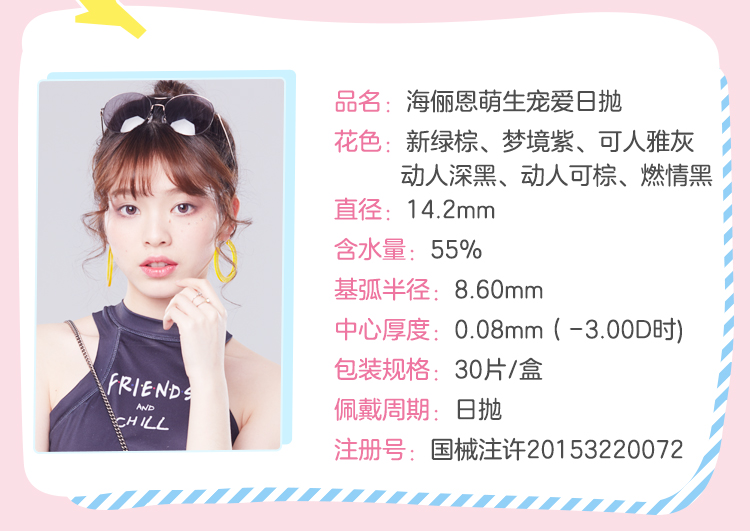 品名：海俪恩萌生宠爱日抛
花色：新绿棕、梦境紫、可人雅灰
动人深黑、动人可棕、燃情黑
直径：14.2mm
含水量：55%
基弧半径：8.60mm
中心厚度：0.08mm（-3.00D时)
包装规格：30片/盒
佩戴周期：日抛
注册号：国械注许20153220072
FRIENDS
AND
CHILL